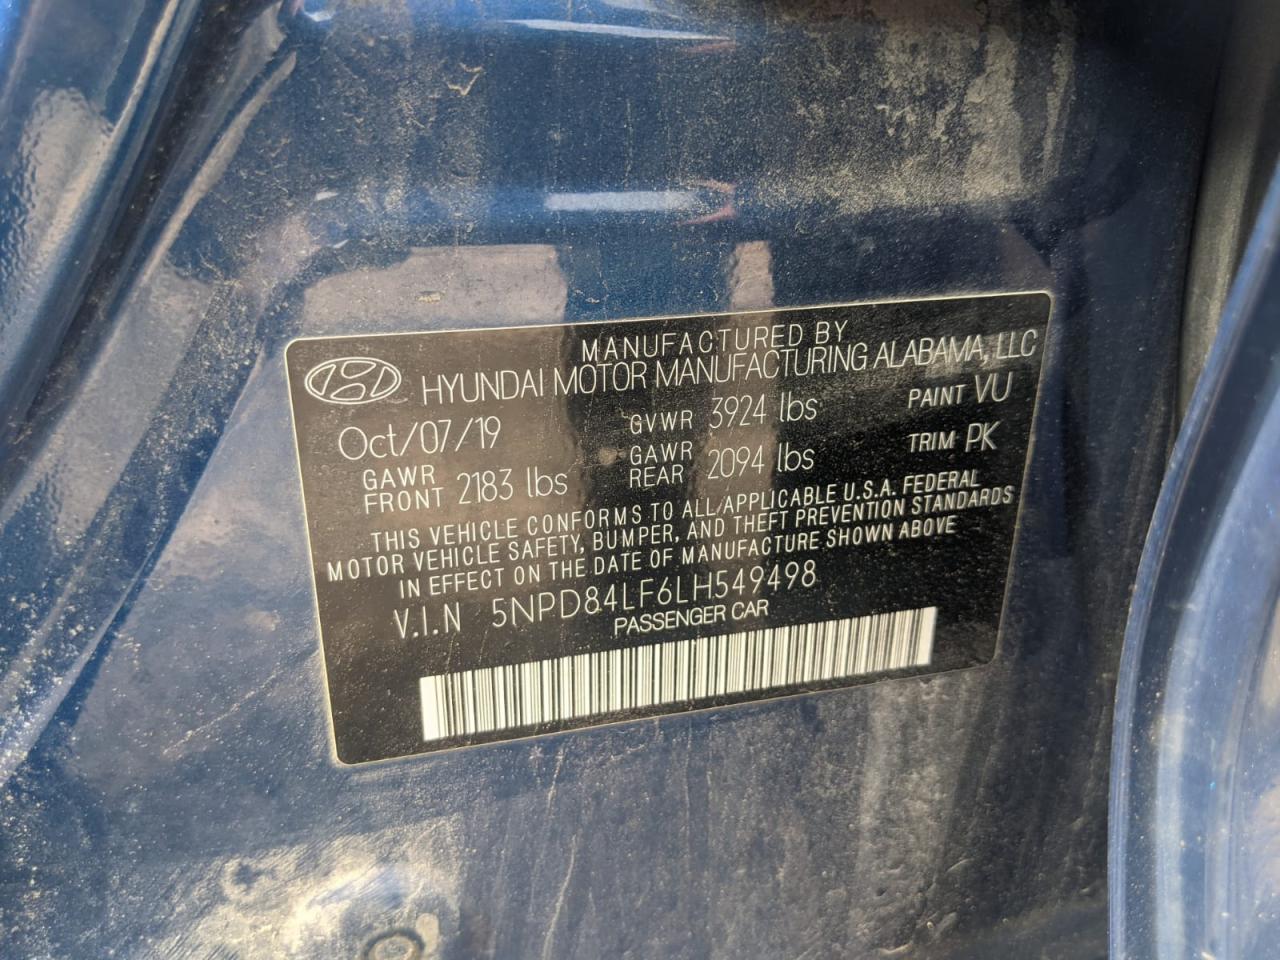 MANUFACTURED BY
HYUNDAI MOTOR MANUFACTURING ALABAMA, LLC
Oct/07/19 GVWR 3924 lbs PAINT VU
GAWR FRONT 2183 lbs GAWR REAR 2094 lbs TRIM PK
THIS VEHICLE CONFORMS TO ALL APPLICABLE U.S.A. FEDERAL
MOTOR VEHICLE SAFETY, BUMPER, AND THEFT PREVENTION STANDARDS
IN EFFECT ON THE DATE OF MANUFACTURE SHOWN ABOVE
V.I.N 5NPD84LF6LH549498
PASSENGER CAR